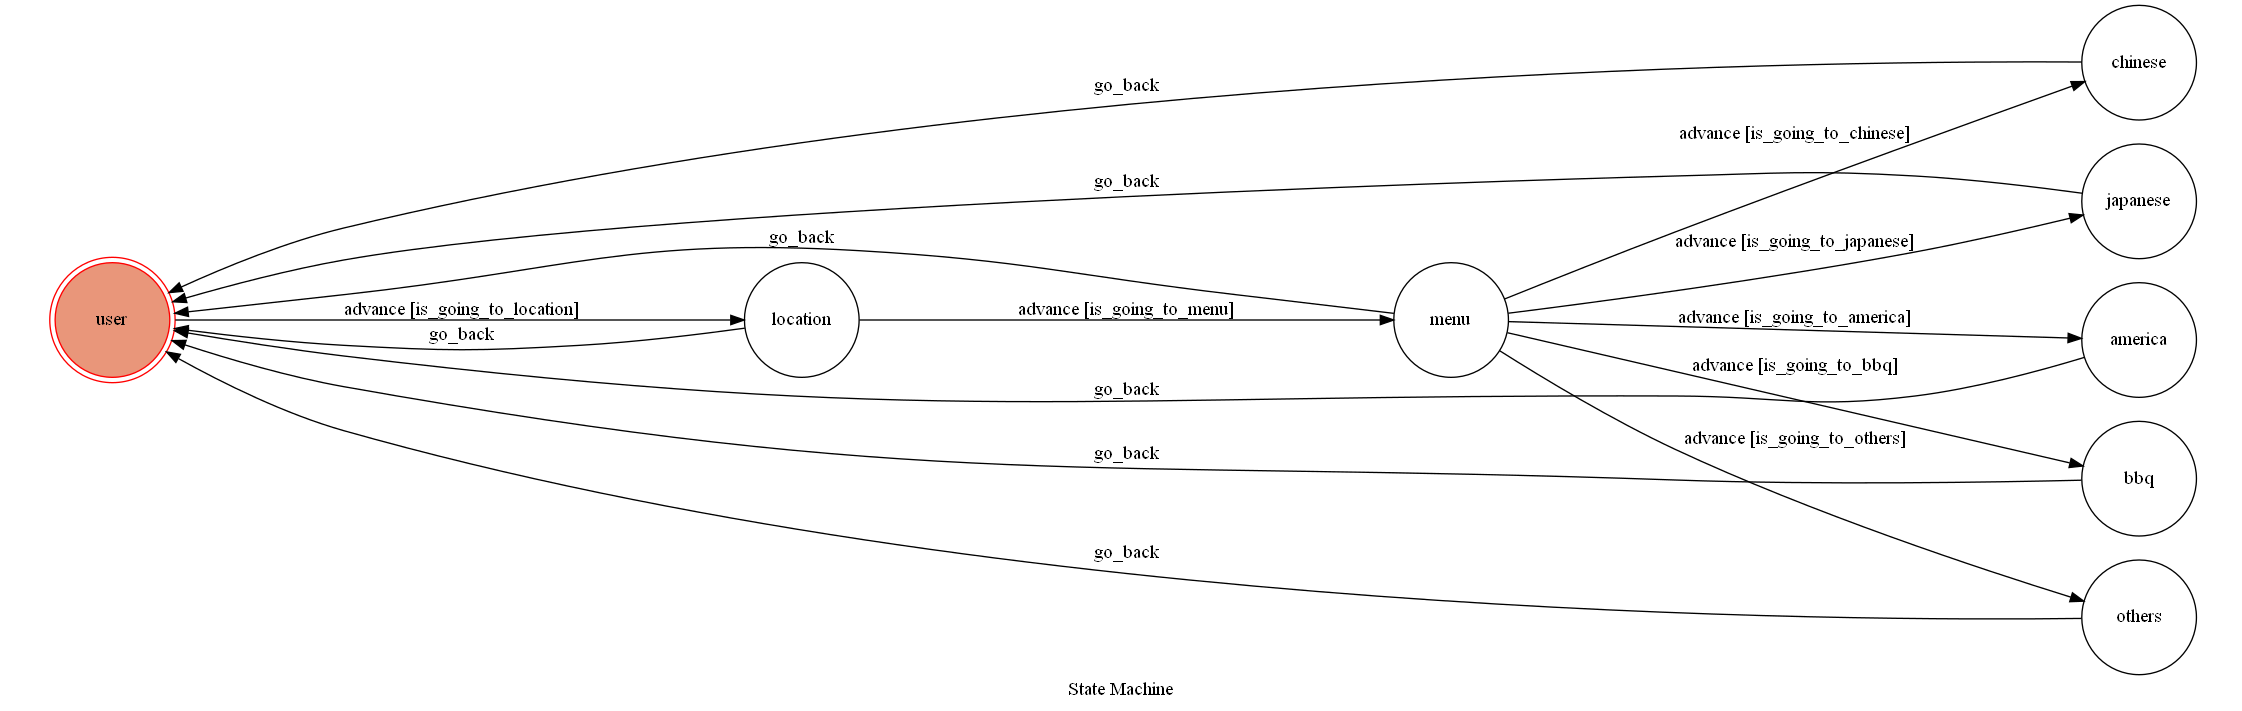 chinese
go_back
advance [is_going_to_chinese]
go_back
japanese
go_back
advance [is_going_to_japanese]
user
advance [is_going_to_location]
go_back
location
advance [is_going_to_menu]
menu
advance [is_going_to_america]
america
advance [is_going_to_bbq]
go_back
advance [is_going_to_others]
go_back
bbq
go_back
others
State Machine